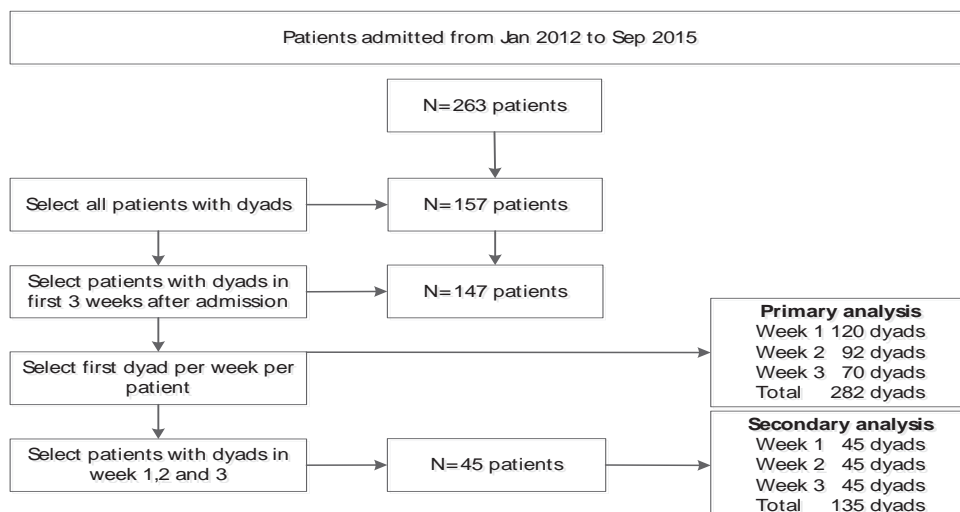 Patients admitted from Jan 2012 to Sep 2015
N=263 patients
Select all patients with dyads
N=157 patients
Select patients with dyads in
first 3 weeks after admission
N=147 patients
Select first dyad per week per
patient
Primary analysis
Week 1 120 dyads
Week 2 92 dyads
Week 3 70 dyads
Total 282 dyads
Select patients with dyads in
week 1,2 and 3
N=45 patients
Secondary analysis
Week 1 45 dyads
Week 2 45 dyads
Week 3 45 dyads
Total 135 dyads